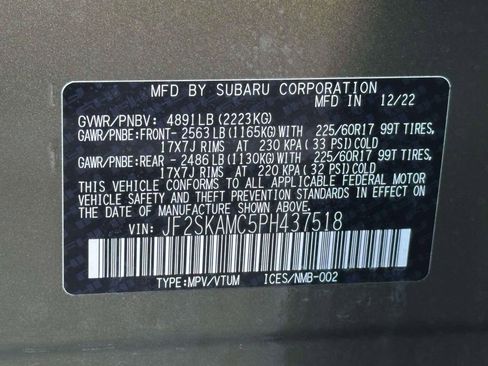 MFD BY SUBARU CORPORATION
MFD IN 12/22
GVWR/PNBV: 4891LB (2223KG)
GAWR/PNBE:FRONT- 2563LB(1165KG)WITH 225/60R17 99T TIRES,
17X7J RIMS AT 230 KPA (33 PSI)COLD
GAWR/PNBE:REAR - 2486LB(1130KG)WITH 225/60R17 99T TIRES,
17X7J RIMS AT 220 KPA (32 PSI)COLD
THIS VEHICLE CONFORMS TO ALL APPLICABLE FEDERAL MOTOR
VEHICLE SAFETY AND THEFT PREVENTION STANDARDS IN EFFECT ON
THE DATE OF MANUFACTURE SHOWN ABOVE.
VIN: JF2SKAMC5PH437518
TYPE:MPV/VTUM ICES/NMB-002